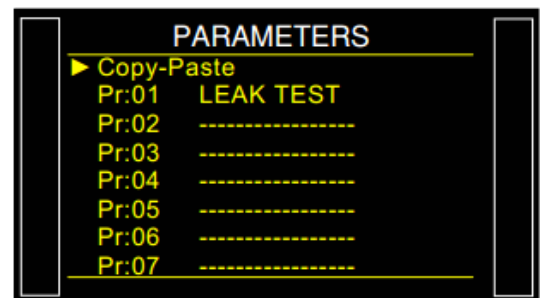 PARAMETERS
► Copy-Paste
Pr:01 LEAK TEST
Pr:02 -----------------
Pr:03 -----------------
Pr:04 -----------------
Pr:05 -----------------
Pr:06 -----------------
Pr:07 -----------------